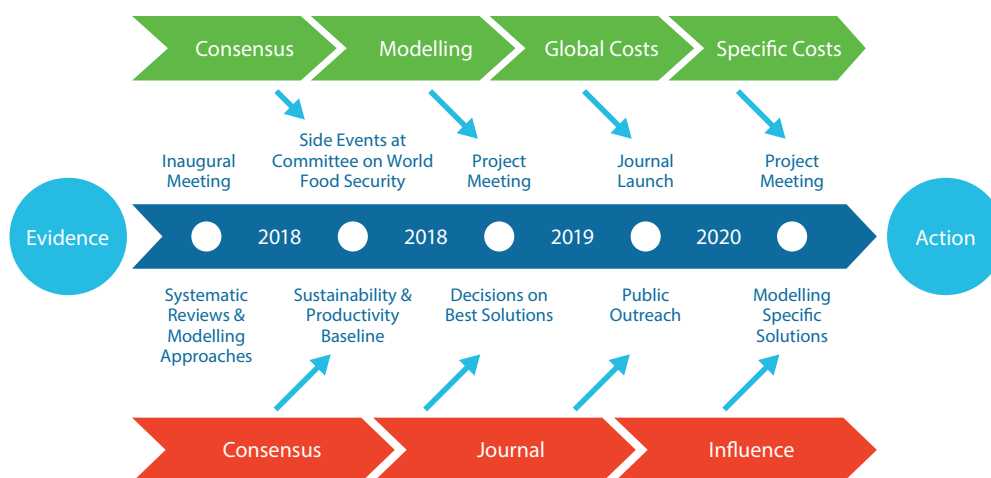 Consensus
Modelling
Global Costs
Specific Costs
Inaugural
Meeting
Side Events at
Committee on World
Food Security
Project
Meeting
Journal
Launch
Project
Meeting
Evidence
2018
2018
2019
2020
Action
Systematic
Reviews &
Modelling
Approaches
Sustainability &
Productivity
Baseline
Decisions on
Best Solutions
Public
Outreach
Modelling
Specific
Solutions
Consensus
Journal
Influence